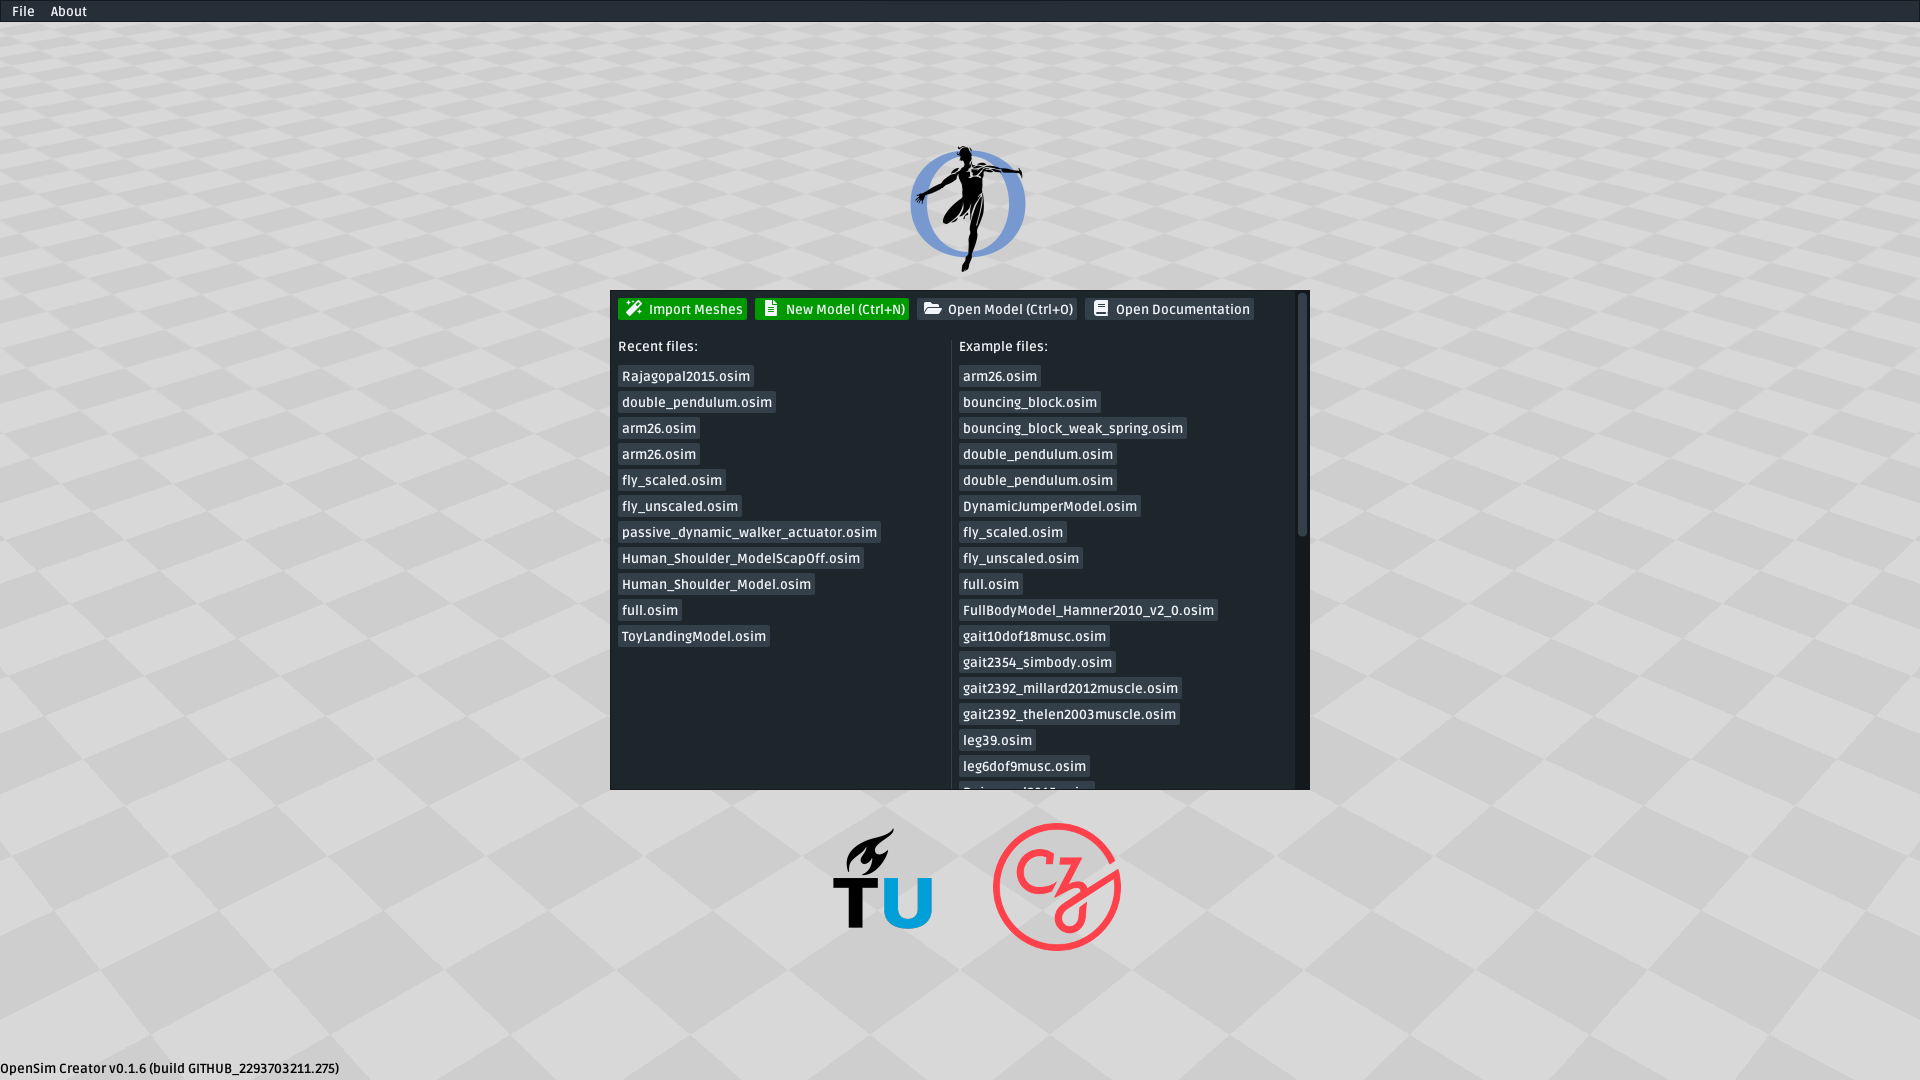 File About
Import Meshes New Model (Ctrl+N) Open Model (Ctrl+O) Open Documentation
Recent files:
Rajagopal2015.osim
double_pendulum.osim
arm26.osim
arm26.osim
fly_scaled.osim
fly_unscaled.osim
passive_dynamic_walker_actuator.osim
Human_Shoulder_ModelScapOff.osim
Human_Shoulder_Model.osim
full.osim
ToyLandingModel.osim
Example files:
arm26.osim
bouncing_block.osim
bouncing_block_weak_spring.osim
double_pendulum.osim
double_pendulum.osim
DynamicJumperModel.osim
fly_scaled.osim
fly_unscaled.osim
full.osim
FullBodyModel_Hamner2010_v2_0.osim
gait10dof18musc.osim
gait2354_simbody.osim
gait2392_millard2012muscle.osim
gait2392_thelen2003muscle.osim
leg39.osim
leg6dof9musc.osim
TU
CZI
OpenSim Creator v0.1.6 (build GITHUB_2293703211.275)